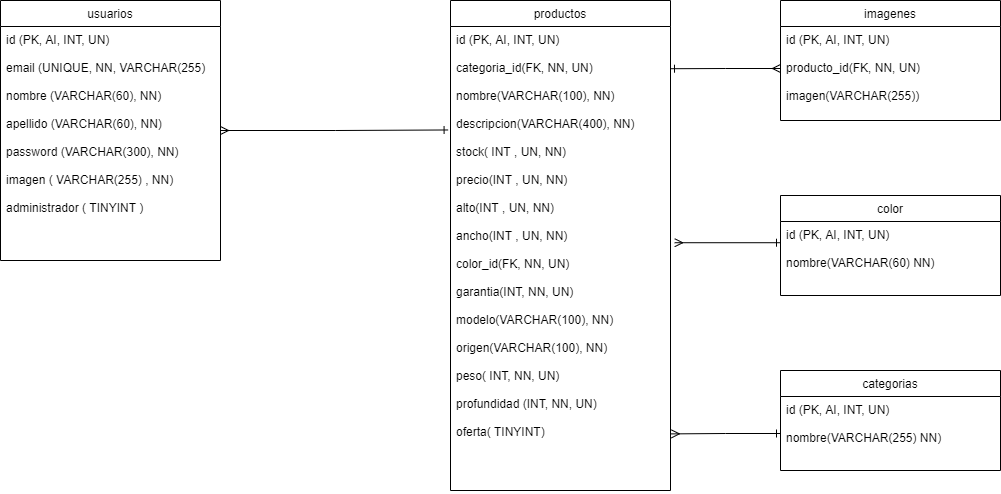 usuarios
id (PK, AI, INT, UN)
email (UNIQUE, NN, VARCHAR(255)
nombre (VARCHAR(60), NN)
apellido (VARCHAR(60), NN)
password (VARCHAR(300), NN)
imagen ( VARCHAR(255) , NN)
administrador ( TINYINT )
productos
id (PK, AI, INT, UN)
categoria_id(FK, NN, UN)
nombre(VARCHAR(100), NN)
descripcion(VARCHAR(400), NN)
stock( INT , UN, NN)
precio(INT , UN, NN)
alto(INT , UN, NN)
ancho(INT , UN, NN)
color_id(FK, NN, UN)
garantia(INT, NN, UN)
modelo(VARCHAR(100), NN)
origen(VARCHAR(100), NN)
peso( INT, NN, UN)
profundidad (INT, NN, UN)
oferta( TINYINT)
imagenes
id (PK, AI, INT, UN)
producto_id(FK, NN, UN)
imagen(VARCHAR(255))
color
id (PK, AI, INT, UN)
nombre(VARCHAR(60) NN)
categorias
id (PK, AI, INT, UN)
nombre(VARCHAR(255) NN)